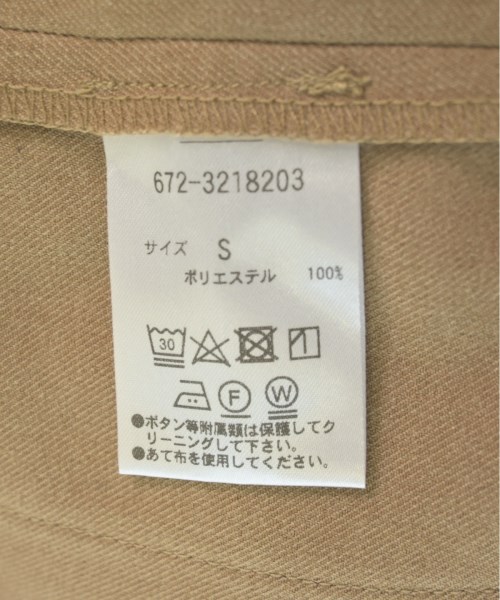 672-3218203
サイズ S
ポリエステル 100%
30
F W
●ボタン等附属類は保護してク
リーニングして下さい。
●あて布を使用してください。